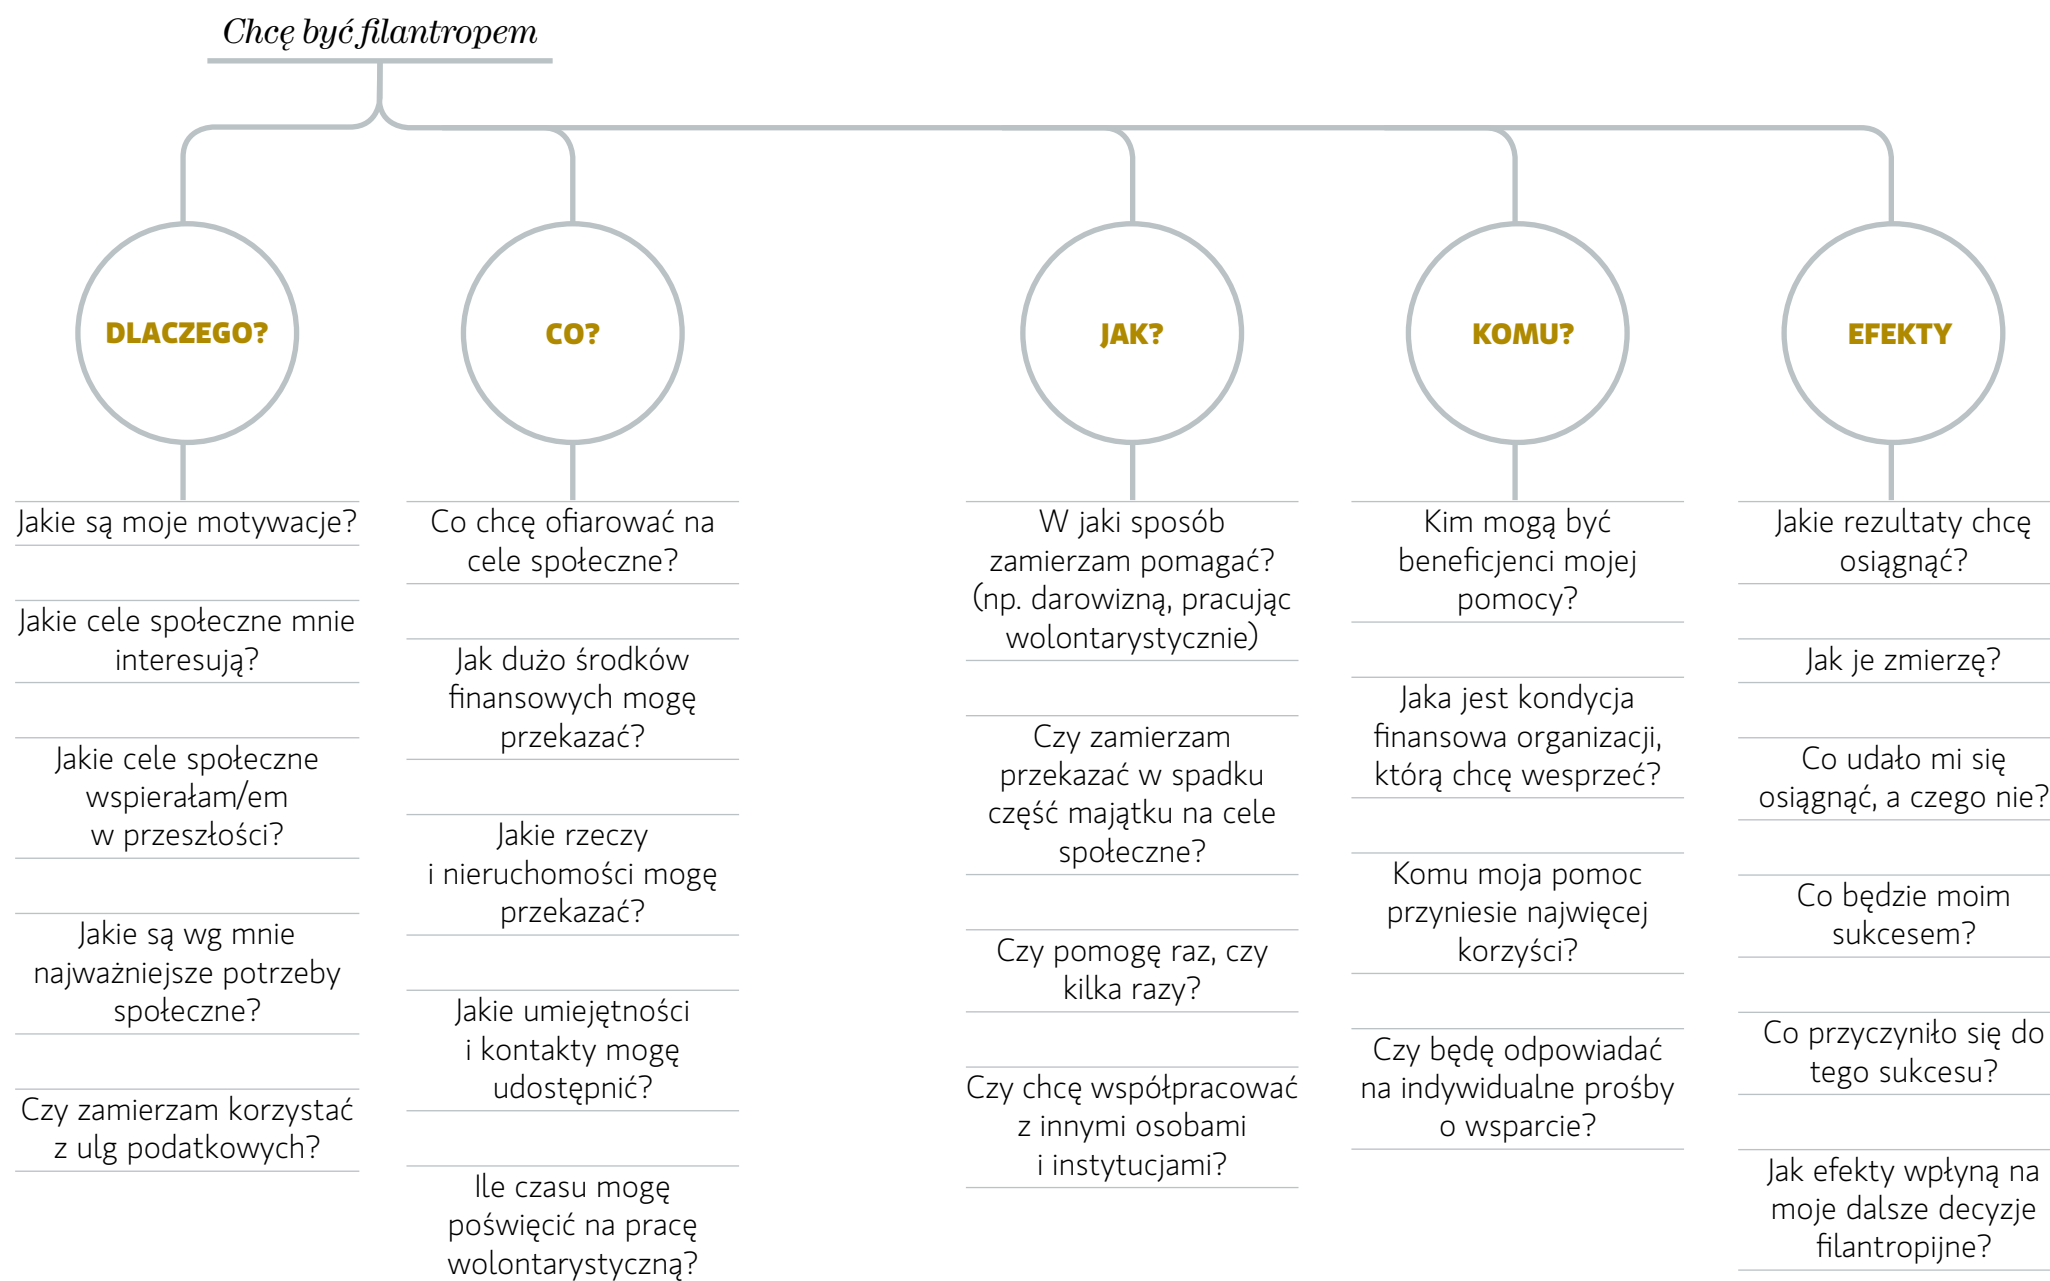 Chcę być filantropem
DLACZEGO?
Jakie są moje motywacje?
Jakie cele społeczne mnie
interesują?
Jakie cele społeczne
wspierałam/em
w przeszłości?
Jakie są wg mnie
najważniejsze potrzeby
społeczne?
Czy zamierzam korzystać
z ulg podatkowych?
CO?
Co chcę ofiarować na
cele społeczne?
Jak dużo środków
finansowych mogę
przekazać?
Jakie rzeczy
i nieruchomości mogę
przekazać?
Jakie umiejętności
i kontakty mogę
udostępnić?
Ile czasu mogę
poświęcić na pracę
wolontarystyczną?
JAK?
W jaki sposób
zamierzam pomagać?
(np. darowizną, pracując
wolontarystycznie)
Czy zamierzam
przekazać w spadku
część majątku na cele
społeczne?
Czy pomogę raz, czy
kilka razy?
Czy chcę współpracować
z innymi osobami
i instytucjami?
KOMU?
Kim mogą być
beneficjenci mojej
pomocy?
Jaka jest kondycja
finansowa organizacji,
którą chcę wesprzeć?
Komu moja pomoc
przyniesie najwięcej
korzyści?
Czy będę odpowiadać
na indywidualne prośby
o wsparcie?
EFEKTY
Jakie rezultaty chcę
osiągnąć?
Jak je zmierzę?
Co udało mi się
osiągnąć, a czego nie?
Co będzie moim
sukcesem?
Co przyczyniło się do
tego sukcesu?
Jak efekty wpłyną na
moje dalsze decyzje
filantropijne?